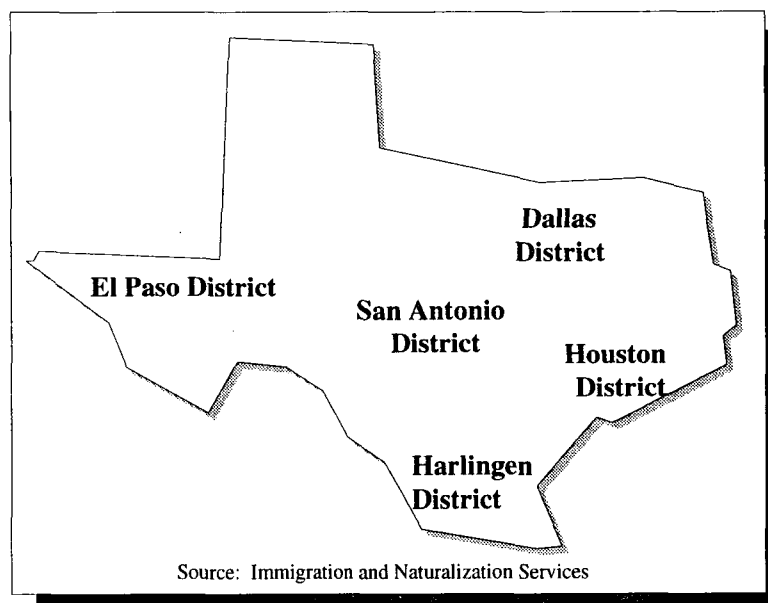 Dallas
District
El Paso District
San Antonio
District
Houston
District
Harlingen
District
Source: Immigration and Naturalization Services